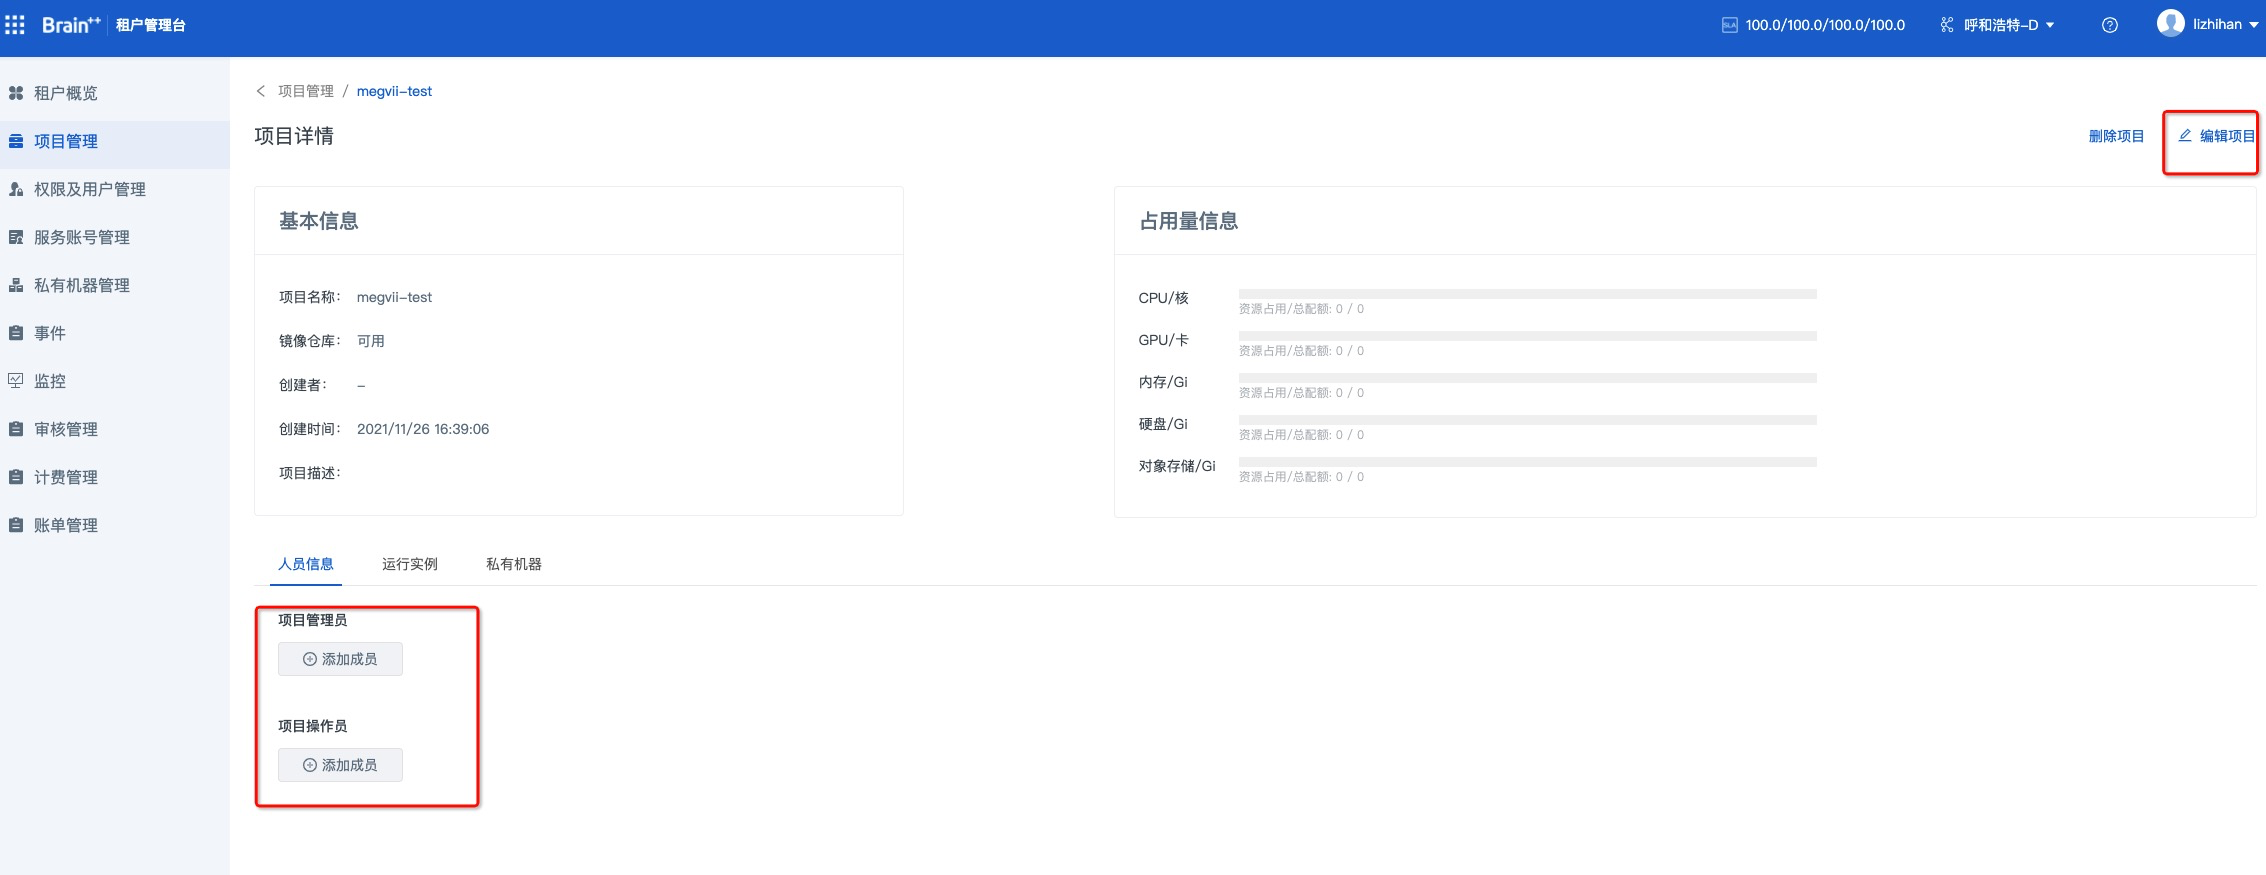 Brain++ 租户管理台
SLA 100.0/100.0/100.0/100.0 呼和浩特-D lizhihan
租户概览
项目管理
权限及用户管理
服务账号管理
私有机器管理
事件
监控
审核管理
计费管理
账单管理
项目管理 / megvii-test
项目详情
删除项目 编辑项目
基本信息
项目名称： megvii-test
镜像仓库： 可用
创建者： -
创建时间： 2021/11/26 16:39:06
项目描述：
占用量信息
CPU/核
资源占用/总配额: 0 / 0
GPU/卡
资源占用/总配额: 0 / 0
内存/Gi
资源占用/总配额: 0 / 0
硬盘/Gi
资源占用/总配额: 0 / 0
对象存储/Gi
资源占用/总配额: 0 / 0
人员信息 运行实例 私有机器
项目管理员
添加成员
项目操作员
添加成员